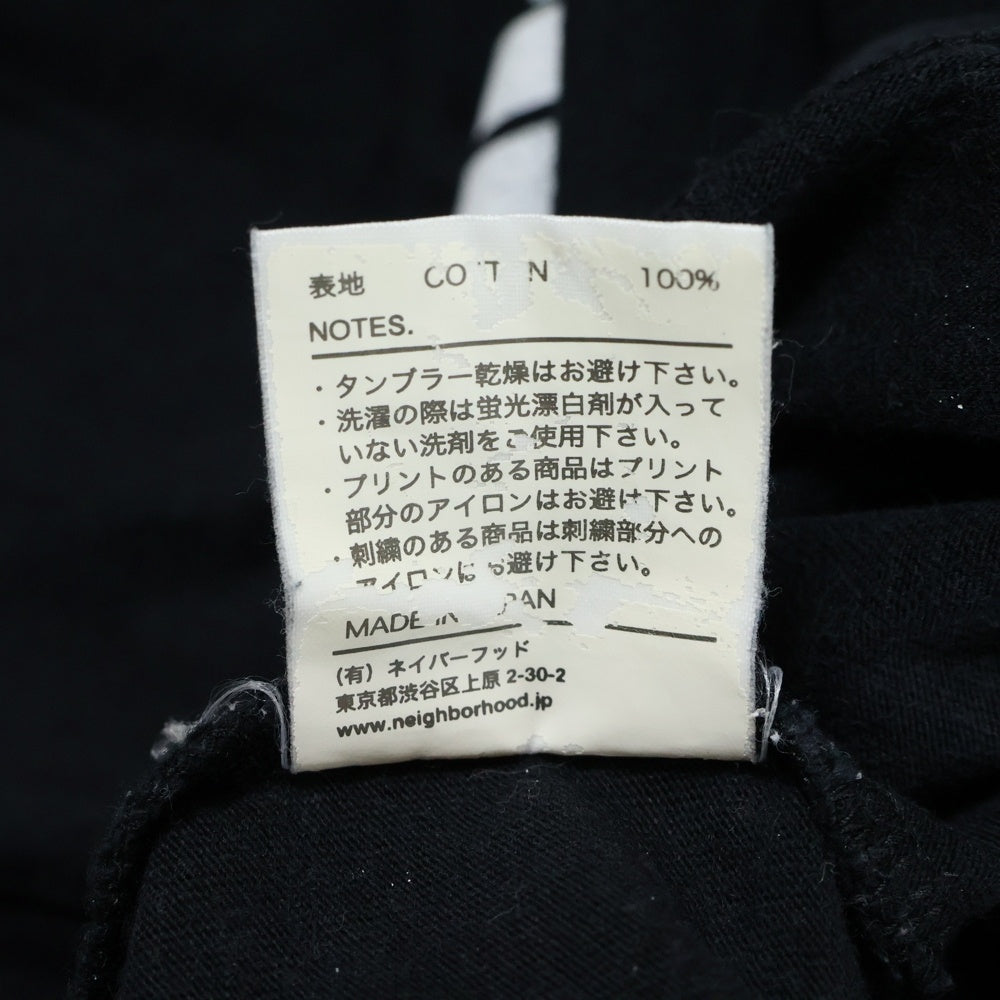 表地 COTTON 100%
NOTES.
・タンブラー乾燥はお避け下さい。
・洗濯の際は蛍光漂白剤が入って
いない洗剤をご使用下さい。
・プリントのある商品はプリント
部分のアイロンはお避け下さい。
・刺繍のある商品は刺繍部分への
アイロンはお避け下さい。
MADE IN JAPAN
(有) ネイバーフッド
東京都渋谷区上原 2-30-2
www.neighborhood.jp